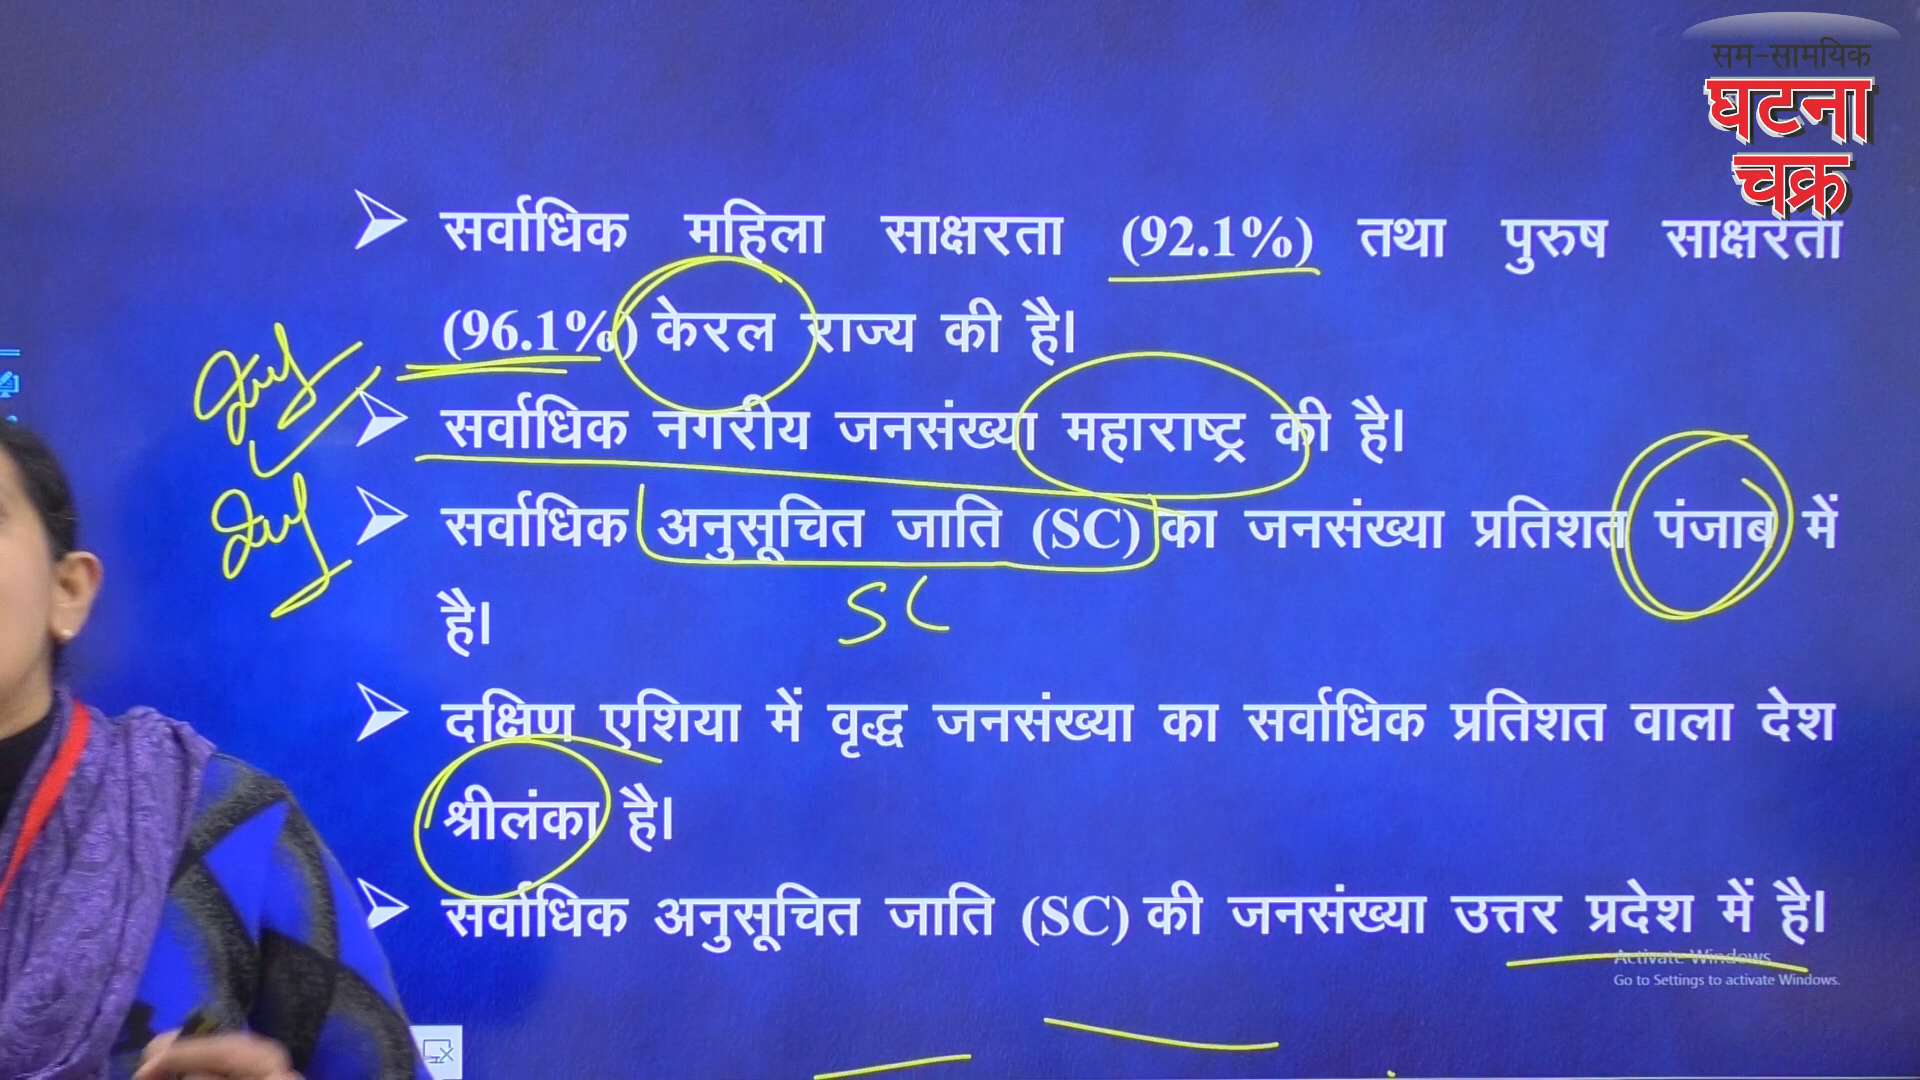 सम-सामयिक
घटना
चक्र
सर्वाधिक महिला साक्षरता (92.1%) तथा पुरुष साक्षरता
(96.1%) केरल राज्य की है।
सर्वाधिक नगरीय जनसंख्या महाराष्ट्र की है।
सर्वाधिक अनुसूचित जाति (SC) का जनसंख्या प्रतिशत पंजाब में
है।
SC
दक्षिण एशिया में वृद्ध जनसंख्या का सर्वाधिक प्रतिशत वाला देश
श्रीलंका है।
सर्वाधिक अनुसूचित जाति (SC) की जनसंख्या उत्तर प्रदेश में है।
Activate Windows
Go to Settings to activate Windows.